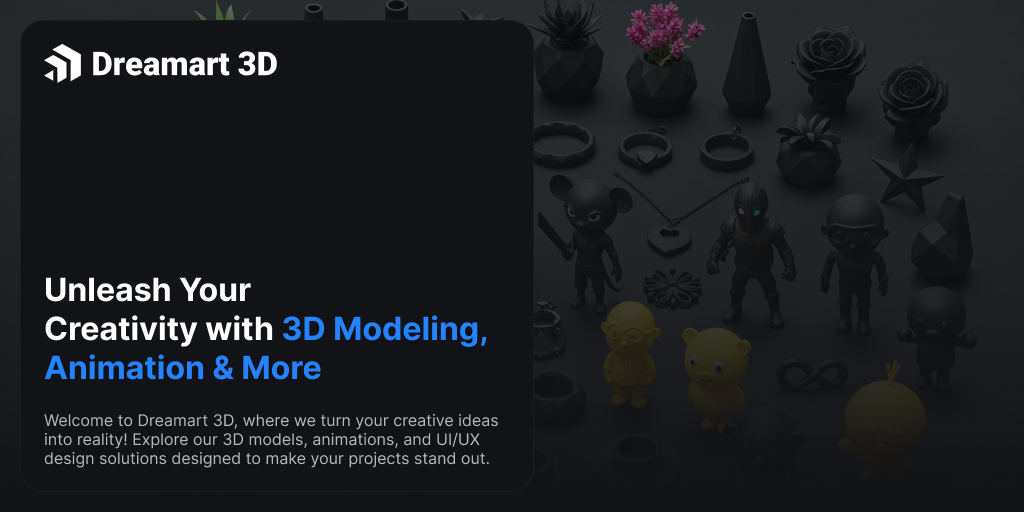 Dreamart 3D
Unleash Your
Creativity with 3D Modeling,
Animation & More
Welcome to Dreamart 3D, where we turn your creative ideas
into reality! Explore our 3D models, animations, and UI/UX
design solutions designed to make your projects stand out.